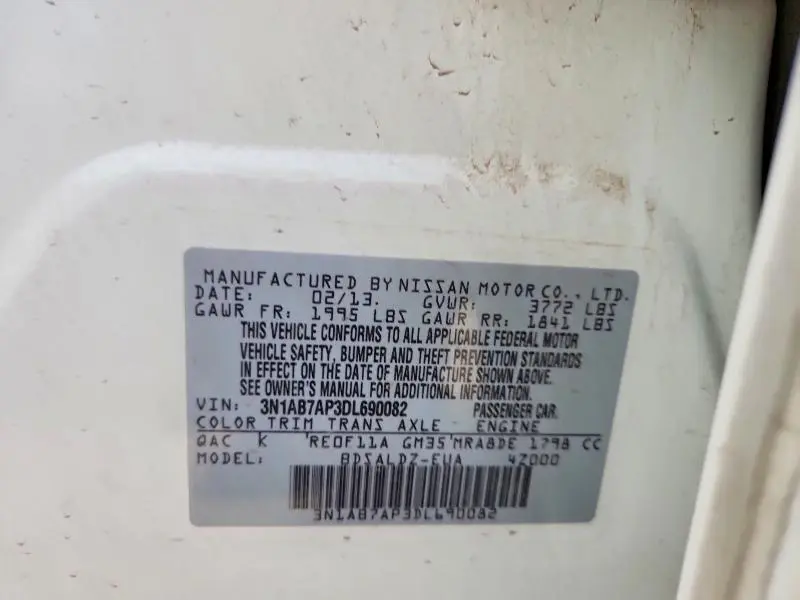 MANUFACTURED BY NISSAN MOTOR CO., LTD.
DATE: 02/13. GVWR: 3772 LBS
GAWR FR: 1995 LBS GAWR RR: 1841 LBS
THIS VEHICLE CONFORMS TO ALL APPLICABLE FEDERAL MOTOR
VEHICLE SAFETY, BUMPER AND THEFT PREVENTION STANDARDS
IN EFFECT ON THE DATE OF MANUFACTURE SHOWN ABOVE.
SEE OWNER'S MANUAL FOR ADDITIONAL INFORMATION.
VIN: 3N1AB7AP3DL690082 PASSENGER CAR.
COLOR TRIM TRANS AXLE ENGINE
QAC K RE0F11A GM35 MRA8DE 1798 CC
MODEL: BDSALDZ-EUA 4Z000
3N1AB7AP3DL690082